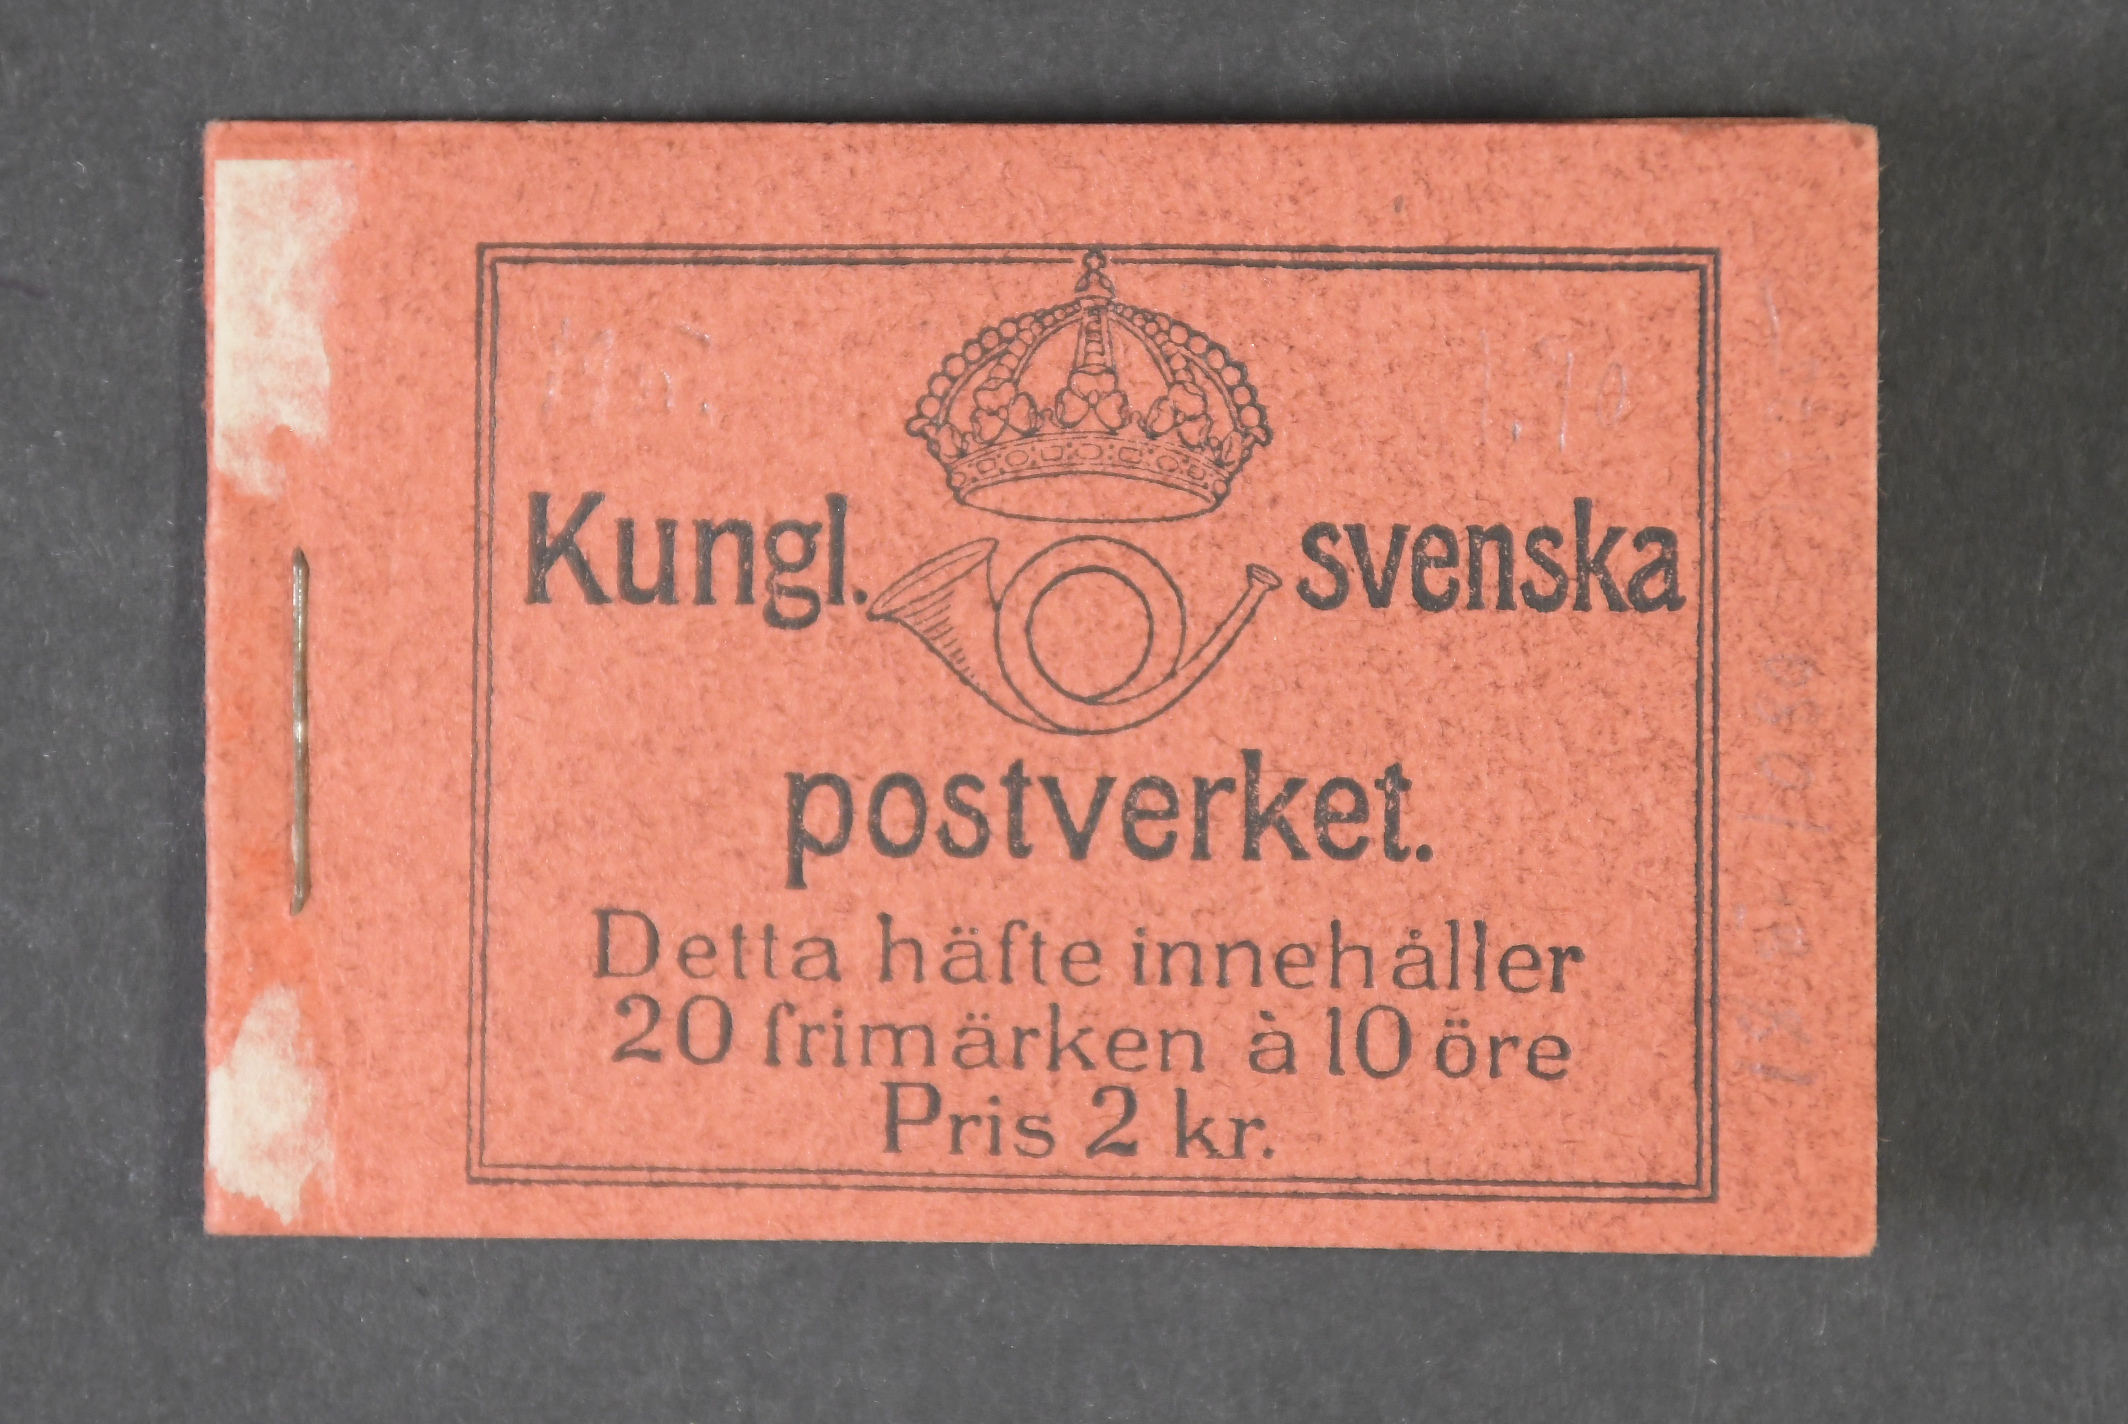 Kungl. svenska
postverket.
Detta häfte innehåller
20 frimärken à 10 öre
Pris 2 kr.